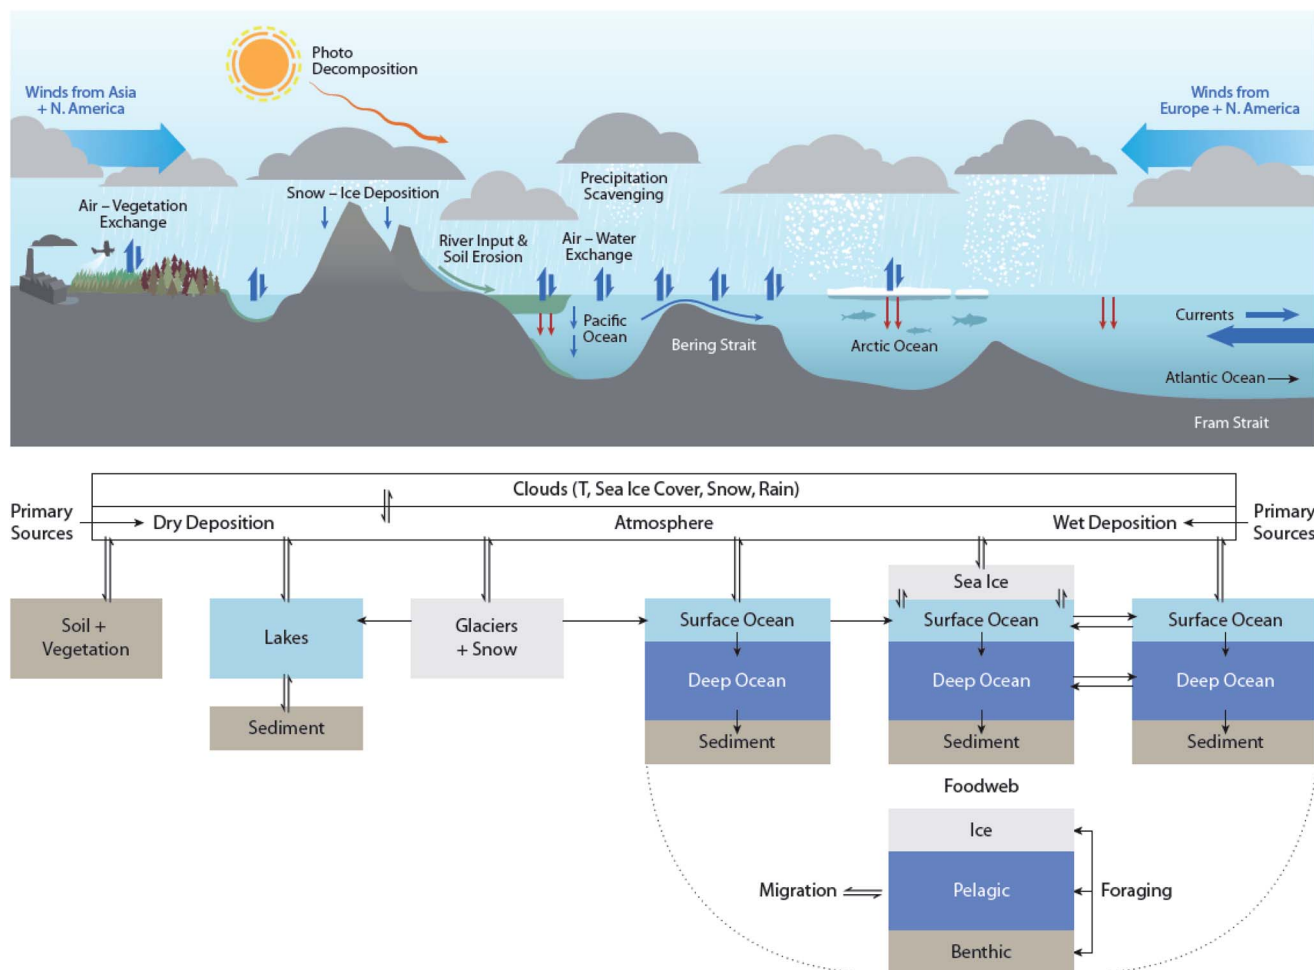 Photo
Decomposition
Winds from Asia
+ N. America
Winds from
Europe + N. America
Air – Vegetation
Exchange
Snow – Ice Deposition
Precipitation
Scavenging
River Input &
Soil Erosion
Air – Water
Exchange
Pacific
Ocean
Bering Strait
Arctic Ocean
Currents
Atlantic Ocean
Fram Strait
Clouds (T, Sea Ice Cover, Snow, Rain)
Primary
Sources
Dry Deposition
Atmosphere
Wet Deposition
Primary
Sources
Soil +
Vegetation
Lakes
Sediment
Glaciers
+ Snow
Surface Ocean
Deep Ocean
Sediment
Sea Ice
Surface Ocean
Deep Ocean
Sediment
Surface Ocean
Deep Ocean
Sediment
Foodweb
Ice
Migration
Pelagic
Foraging
Benthic